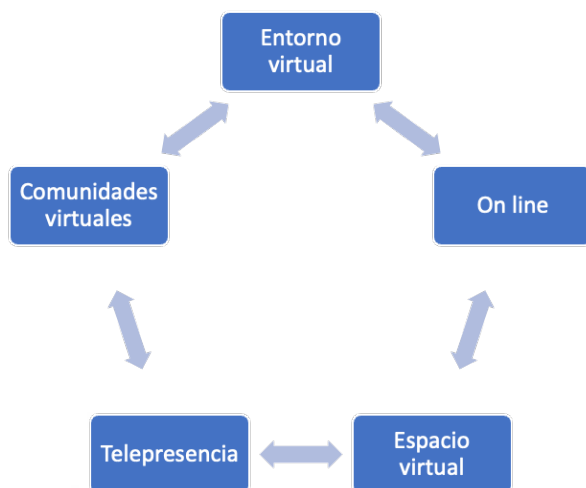 Entorno
virtual
Comunidades
virtuales
On line
Telepresencia
Espacio
virtual